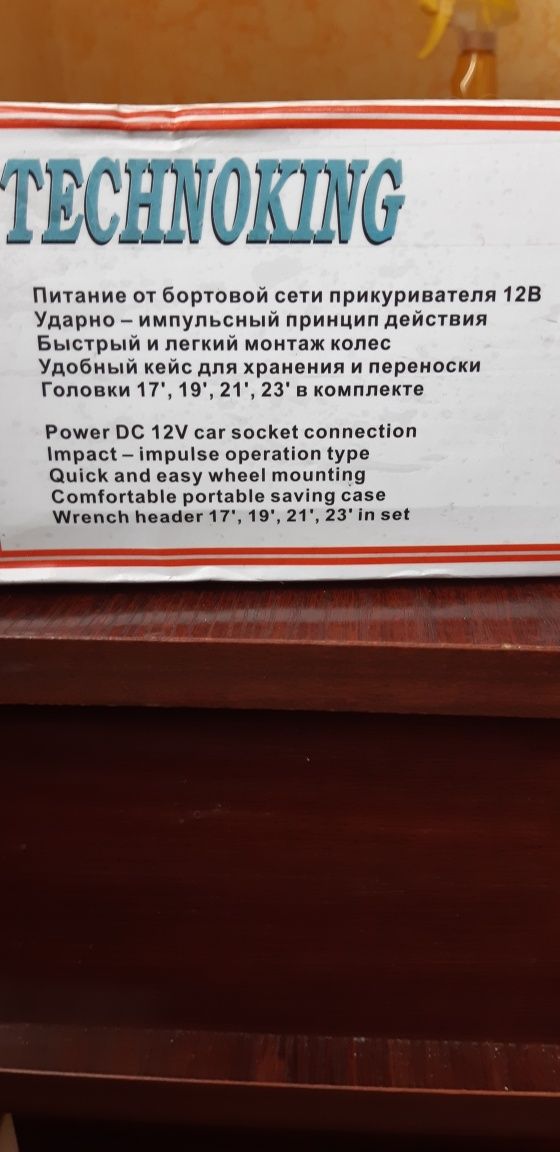 TECHNOKING
Питание от бортовой сети прикуривателя 12В
Ударно – импульсный принцип действия
Быстрый и легкий монтаж колес
Удобный кейс для хранения и переноски
Головки 17', 19', 21', 23' в комплекте
Power DC 12V car socket connection
Impact – impulse operation type
Quick and easy wheel mounting
Comfortable portable saving case
Wrench header 17', 19', 21', 23' in set